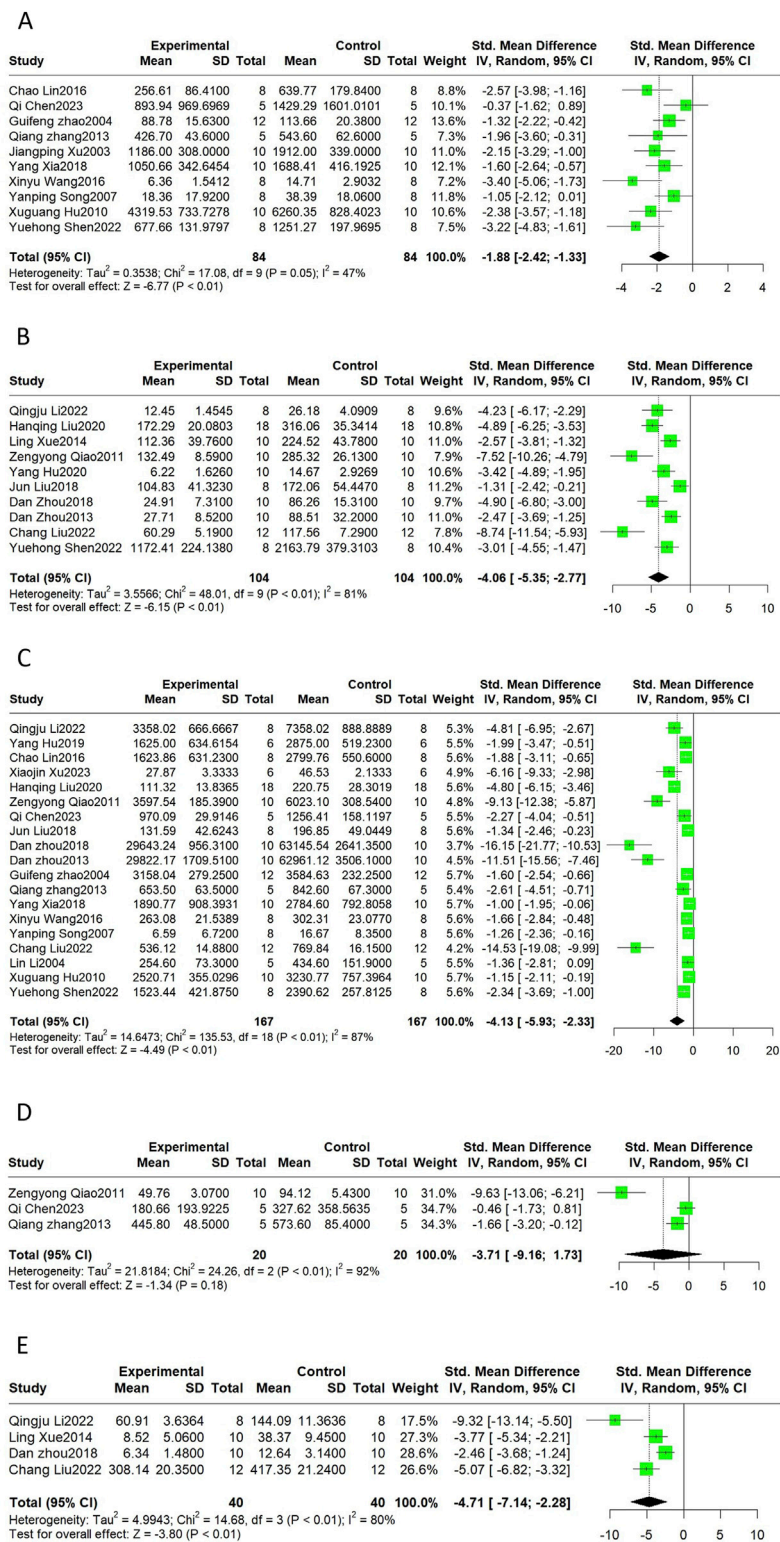 A
Experimental Control Std. Mean Difference Std. Mean Difference
Study Mean SD Total Mean SD Total Weight IV, Random, 95% CI IV, Random, 95% CI
Chao Lin2016 256.61 86.4100 8 639.77 179.8400 8 8.8% -2.57 [-3.98; -1.16]
Qi Chen2023 893.94 969.6969 5 1429.29 1601.0101 5 10.1% -0.37 [-1.62; 0.89]
Guifeng zhao2004 88.78 15.6300 12 113.66 20.3800 12 13.6% -1.32 [-2.22; -0.42]
Qiang zhang2013 426.70 43.6000 5 543.60 62.6000 5 7.3% -1.96 [-3.60; -0.31]
Jiangping Xu2003 1186.00 308.0000 10 1912.00 339.0000 10 11.1% -2.15 [-3.29; -1.00]
Yang Xia2018 1050.66 342.6454 10 1688.41 416.1925 10 12.1% -1.60 [-2.64; -0.57]
Xinyu Wang2016 6.36 1.5412 8 14.71 2.9032 8 7.2% -3.40 [-5.06; -1.73]
Yanping Song2007 18.36 17.9200 8 38.39 18.0600 8 11.8% -1.05 [-2.12; 0.01]
Xuguang Hu2010 4319.53 733.7278 10 6260.35 828.4023 10 10.6% -2.38 [-3.57; -1.18]
Yuehong Shen2022 677.66 131.9797 8 1251.27 197.9695 8 7.5% -3.22 [-4.83; -1.61]
Total (95% CI) 84 84 100.0% -1.88 [-2.42; -1.33]
Heterogeneity: Tau² = 0.3538; Chi² = 17.08, df = 9 (P = 0.05); I² = 47%
Test for overall effect: Z = -6.77 (P < 0.01)
-4 -2 0 2 4
B
Experimental Control Std. Mean Difference Std. Mean Difference
Study Mean SD Total Mean SD Total Weight IV, Random, 95% CI IV, Random, 95% CI
Qingju Li2022 12.45 1.4545 8 26.18 4.0909 8 9.6% -4.23 [ -6.17; -2.29]
Hanqing Liu2020 172.29 20.0803 18 316.06 35.3414 18 10.8% -4.89 [ -6.25; -3.53]
Ling Xue2014 112.36 39.7600 10 224.52 43.7800 10 11.0% -2.57 [ -3.81; -1.32]
Zengyong Qiao2011 132.49 8.5900 10 285.32 26.1300 10 7.6% -7.52 [-10.26; -4.79]
Yang Hu2020 6.22 1.6260 10 14.67 2.9269 10 10.6% -3.42 [ -4.89; -1.95]
Jun Liu2018 104.83 41.3230 8 172.06 54.4470 8 11.2% -1.31 [ -2.42; -0.21]
Dan Zhou2018 24.91 7.3100 10 86.26 15.3100 10 9.7% -4.90 [ -6.80; -3.00]
Dan Zhou2013 27.71 8.5200 10 88.51 32.2000 10 11.0% -2.47 [ -3.69; -1.25]
Chang Liu2022 60.29 5.1900 12 117.56 7.2900 12 7.5% -8.74 [-11.54; -5.93]
Yuehong Shen2022 1172.41 224.1380 8 2163.79 379.3103 8 10.4% -3.01 [ -4.55; -1.47]
Total (95% CI) 104 104 100.0% -4.06 [ -5.35; -2.77]
Heterogeneity: Tau² = 3.5566; Chi² = 48.01, df = 9 (P < 0.01); I² = 81%
Test for overall effect: Z = -6.15 (P < 0.01)
-10 -5 0 5 10
C
Experimental Control Std. Mean Difference Std. Mean Difference
Study Mean SD Total Mean SD Total Weight IV, Random, 95% CI IV, Random, 95% CI
Qingju Li2022 3358.02 666.6667 8 7358.02 888.8889 8 5.3% -4.81 [ -6.95; -2.67]
Yang Hu2019 1625.00 634.6154 6 2875.00 519.2300 6 5.6% -1.99 [ -3.47; -0.51]
Chao Lin2016 1623.86 631.2300 8 2799.76 550.6000 8 5.7% -1.88 [ -3.11; -0.65]
Xiaojin Xu2023 27.87 3.3333 6 46.53 2.1333 6 4.9% -6.16 [ -9.33; -2.98]
Hanqing Liu2020 111.32 13.8365 18 220.75 28.3019 18 5.6% -4.80 [ -6.15; -3.46]
Zengyong Qiao2011 3597.54 185.3900 10 6023.10 308.5400 10 4.8% -9.13 [-12.38; -5.87]
Qi Chen2023 970.09 29.9146 5 1256.41 158.1197 5 5.5% -2.27 [ -4.04; -0.51]
Jun Liu2018 131.59 42.6243 8 196.85 49.0449 8 5.7% -1.34 [ -2.46; -0.23]
Dan zhou2018 29643.24 956.3100 10 63145.54 2641.3500 10 3.7% -16.15 [-21.77; -10.53]
Dan zhou2013 29822.17 1709.5100 10 62961.12 3506.1000 10 4.4% -11.51 [-15.56; -7.46]
Guifeng zhao2004 3158.04 279.2500 12 3584.63 232.2500 12 5.7% -1.60 [ -2.54; -0.66]
Qiang zhang2013 653.50 63.5000 5 842.60 67.3000 5 5.4% -2.61 [ -4.51; -0.71]
Yang Xia2018 1890.77 908.3931 10 2784.60 792.8058 10 5.7% -1.00 [ -1.95; -0.06]
Xinyu Wang2016 263.08 21.5389 8 302.31 23.0770 8 5.7% -1.66 [ -2.84; -0.48]
Yanping Song2007 6.59 6.7200 8 16.67 8.3500 8 5.7% -1.26 [ -2.36; -0.16]
Chang Liu2022 536.12 14.8800 12 769.84 16.1500 12 4.2% -14.53 [-19.08; -9.99]
Lin Li2004 254.60 73.3000 5 434.60 151.9000 5 5.6% -1.36 [ -2.81; 0.09]
Xuguang Hu2010 2520.71 355.0296 10 3230.77 757.3964 10 5.7% -1.15 [ -2.11; -0.19]
Yuehong Shen2022 1523.44 421.8750 8 2390.62 257.8125 8 5.6% -2.34 [ -3.69; -1.00]
Total (95% CI) 167 167 100.0% -4.13 [ -5.93; -2.33]
Heterogeneity: Tau² = 14.6473; Chi² = 135.53, df = 18 (P < 0.01); I² = 87%
Test for overall effect: Z = -4.49 (P < 0.01)
-20 -10 0 10 20
D
Experimental Control Std. Mean Difference Std. Mean Difference
Study Mean SD Total Mean SD Total Weight IV, Random, 95% CI IV, Random, 95% CI
Zengyong Qiao2011 49.76 3.0700 10 94.12 5.4300 10 31.0% -9.63 [-13.06; -6.21]
Qi Chen2023 180.66 193.9225 5 327.62 358.5635 5 34.7% -0.46 [ -1.73; 0.81]
Qiang zhang2013 445.80 48.5000 5 573.60 85.4000 5 34.3% -1.66 [ -3.20; -0.12]
Total (95% CI) 20 20 100.0% -3.71 [ -9.16; 1.73]
Heterogeneity: Tau² = 21.8184; Chi² = 24.26, df = 2 (P < 0.01); I² = 92%
Test for overall effect: Z = -1.34 (P = 0.18)
-10 -5 0 5 10
E
Experimental Control Std. Mean Difference Std. Mean Difference
Study Mean SD Total Mean SD Total Weight IV, Random, 95% CI IV, Random, 95% CI
Qingju Li2022 60.91 3.6364 8 144.09 11.3636 8 17.5% -9.32 [-13.14; -5.50]
Ling Xue2014 8.52 5.0600 10 38.37 9.4500 10 27.3% -3.77 [ -5.34; -2.21]
Dan zhou2018 6.34 1.4800 10 12.64 3.1400 10 28.6% -2.46 [ -3.68; -1.24]
Chang Liu2022 308.14 20.3500 12 417.35 21.2400 12 26.6% -5.07 [ -6.82; -3.32]
Total (95% CI) 40 40 100.0% -4.71 [ -7.14; -2.28]
Heterogeneity: Tau² = 4.9943; Chi² = 14.68, df = 3 (P < 0.01); I² = 80%
Test for overall effect: Z = -3.80 (P < 0.01)
-10 -5 0 5 10